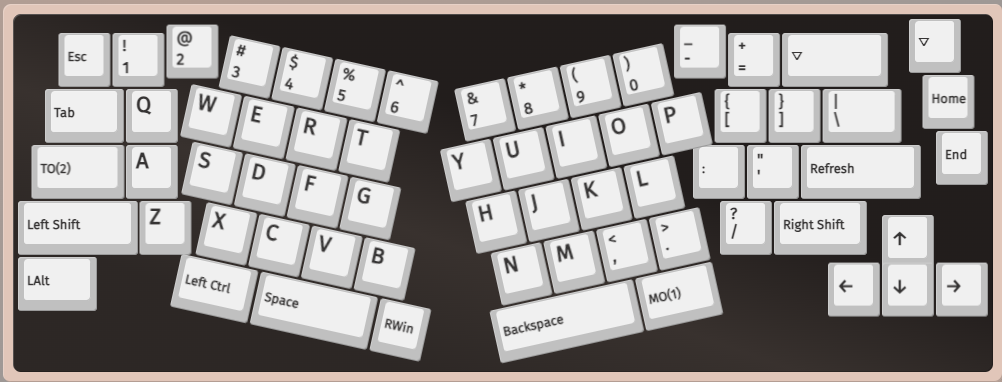 Esc
!
1
@
2
#
3
$
4
%
5
^
6
&
7
*
8
(
9
)
0
–
-
+
=
▽
▽
Tab
Q
W
E
R
T
Y
U
I
O
P
{
[
}
]
|
\
Home
TO(2)
A
S
D
F
G
H
J
K
L
:
"
'
Refresh
End
Left Shift
Z
X
C
V
B
N
M
<
,
>
.
?
/
Right Shift
↑
LAlt
Left Ctrl
Space
RWin
Backspace
MO(1)
←
↓
→